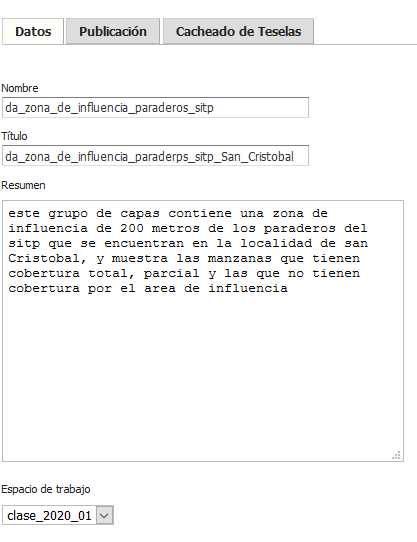 Datos Publicación Cacheado de Teselas
Nombre
da_zona_de_influencia_paraderos_sitp
Título
da_zona_de_influencia_paraderps_sitp_San_Cristobal
Resumen
este grupo de capas contiene una zona de
influencia de 200 metros de los paraderos del
sitp que se encuentran en la localidad de san
Cristobal, y muestra las manzanas que tienen
cobertura total, parcial y las que no tienen
cobertura por el area de influencia
Espacio de trabajo
clase_2020_01